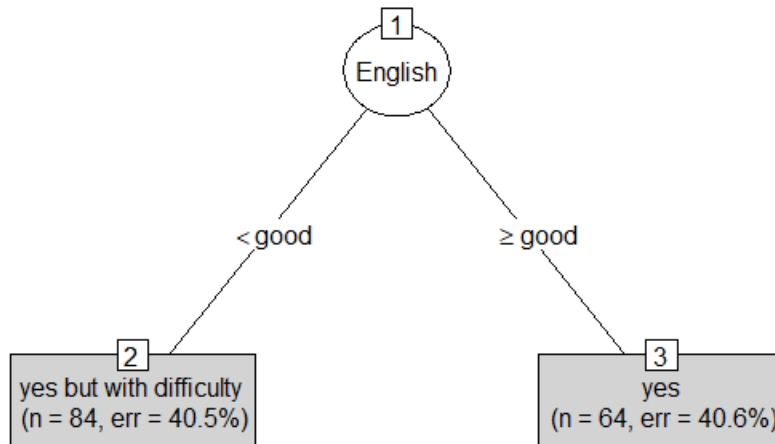 1
English
< good
≥ good
2
yes but with difficulty
(n = 84, err = 40.5%)
3
yes
(n = 64, err = 40.6%)